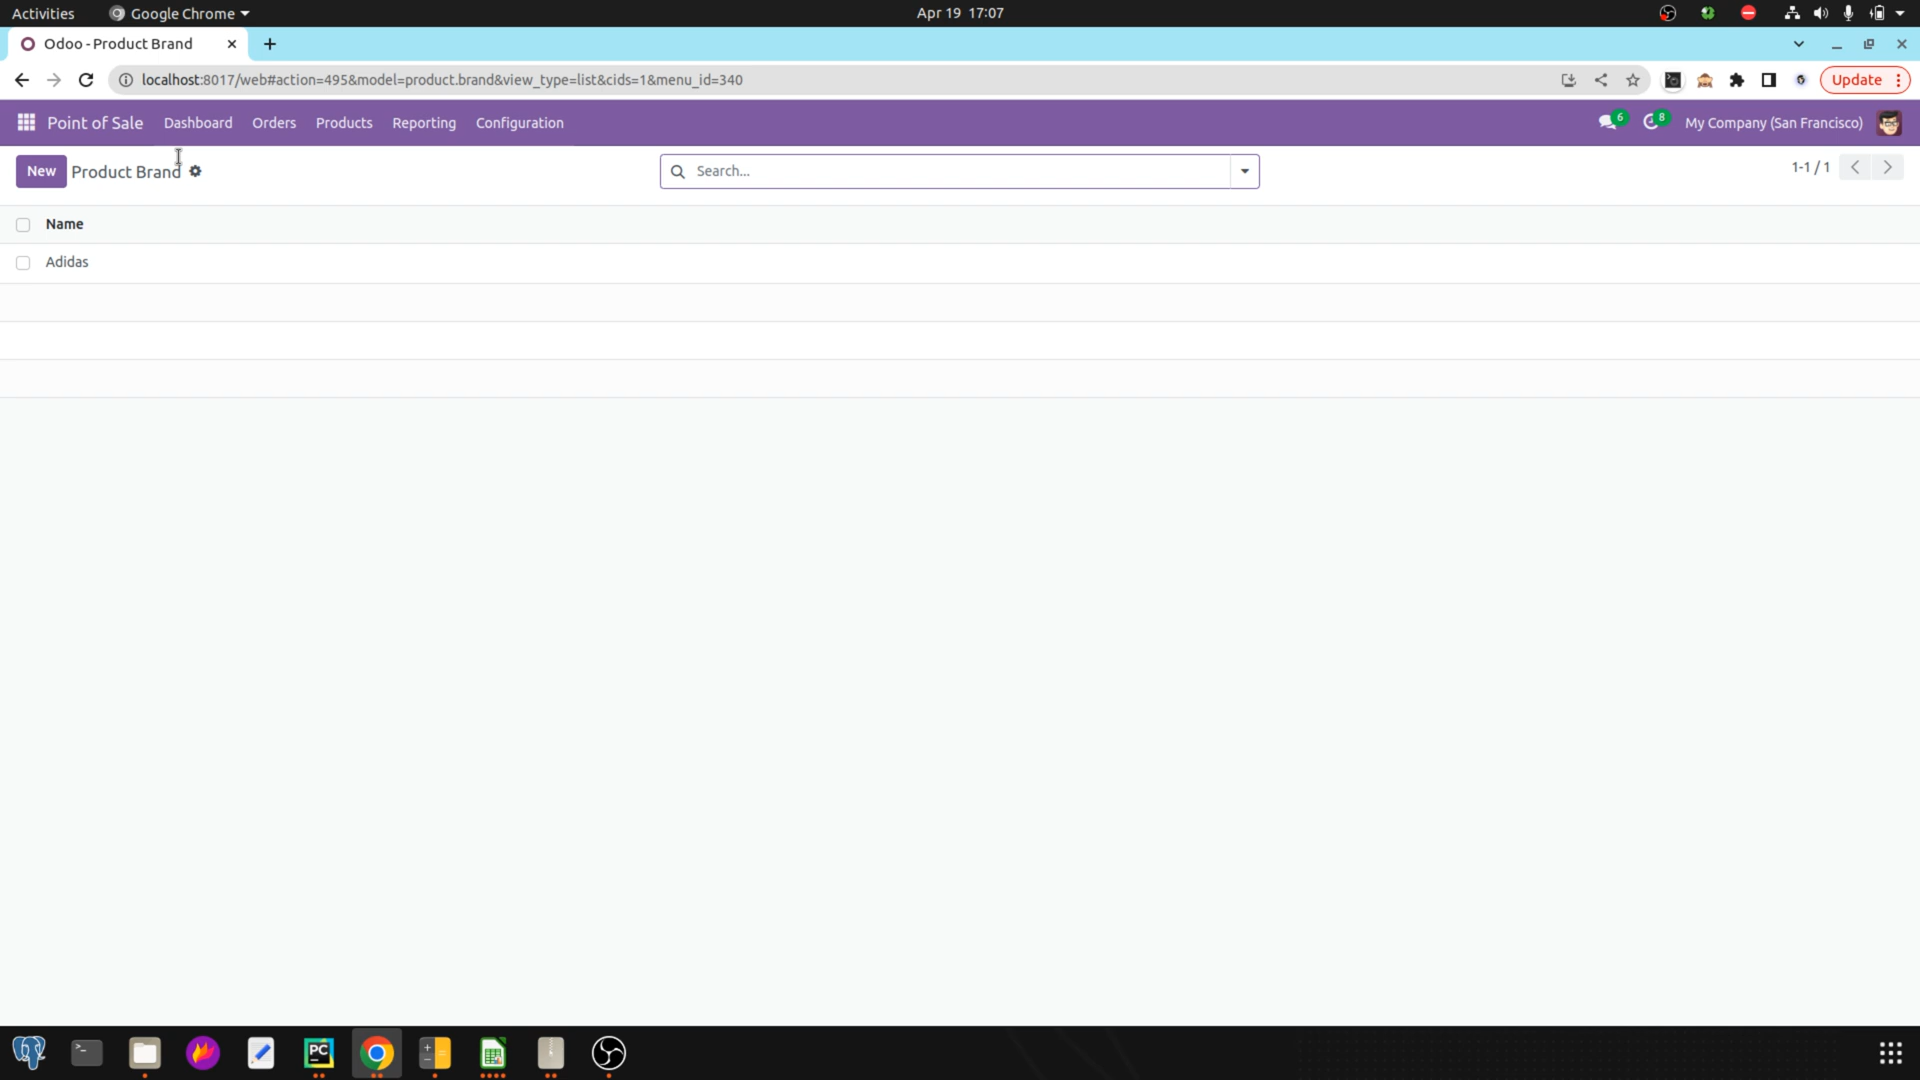 Activities Google Chrome Apr 19 17:07
Odoo - Product Brand
localhost:8017/web#action=495&model=product.brand&view_type=list&cids=1&menu_id=340 Update
Point of Sale Dashboard Orders Products Reporting Configuration 6 8 My Company (San Francisco)
New Product Brand Search... 1-1 / 1
Name
Adidas
PC